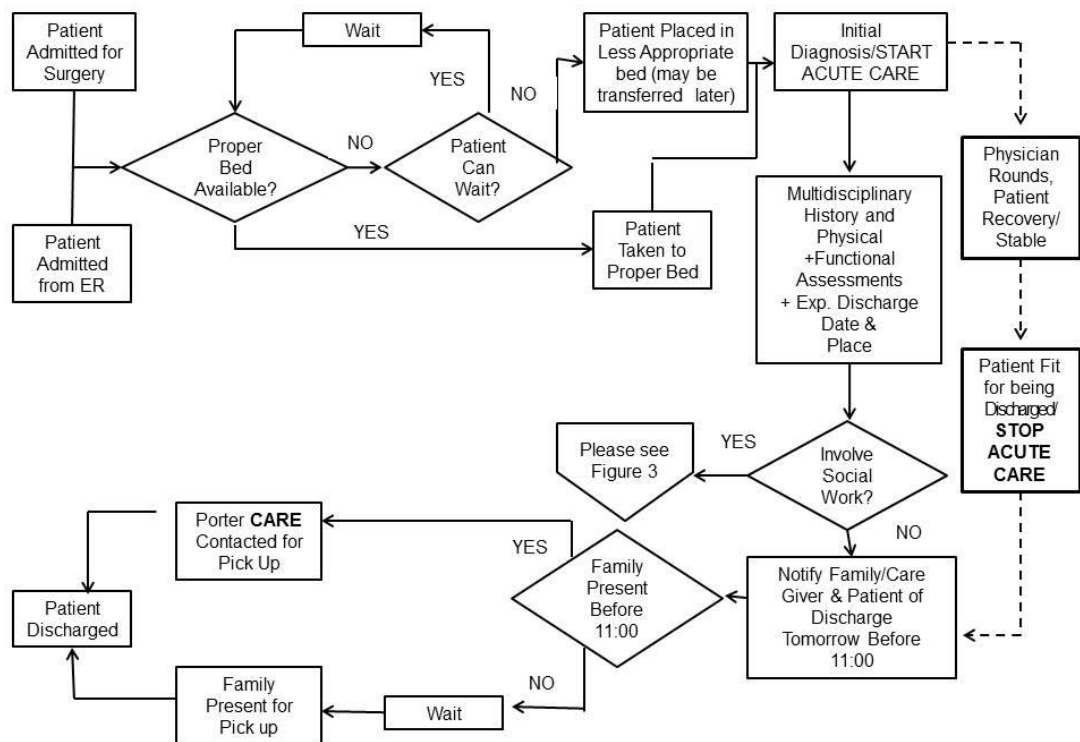 Patient
Admitted for
Surgery
Wait
YES
NO
Patient Placed in
Less Appropriate
bed (may be
transferred later)
Initial
Diagnosis/START
ACUTE CARE
Proper
Bed
Available?
NO
Patient
Can
Wait?
YES
Patient
Admitted
from ER
Patient
Taken to
Proper Bed
Multidisciplinary
History and
Physical
+Functional
Assessments
+ Exp. Discharge
Date &
Place
Physician
Rounds,
Patient
Recovery/
Stable
Patient Fit
for being
Discharged/
STOP
ACUTE
CARE
Involve
Social
Work?
YES
Please see
Figure 3
NO
Notify Family/Care
Giver & Patient of
Discharge
Tomorrow Before
11:00
Family
Present
Before
11:00
YES
Porter CARE
Contacted for
Pick Up
Patient
Discharged
NO
Wait
Family
Present for
Pick up